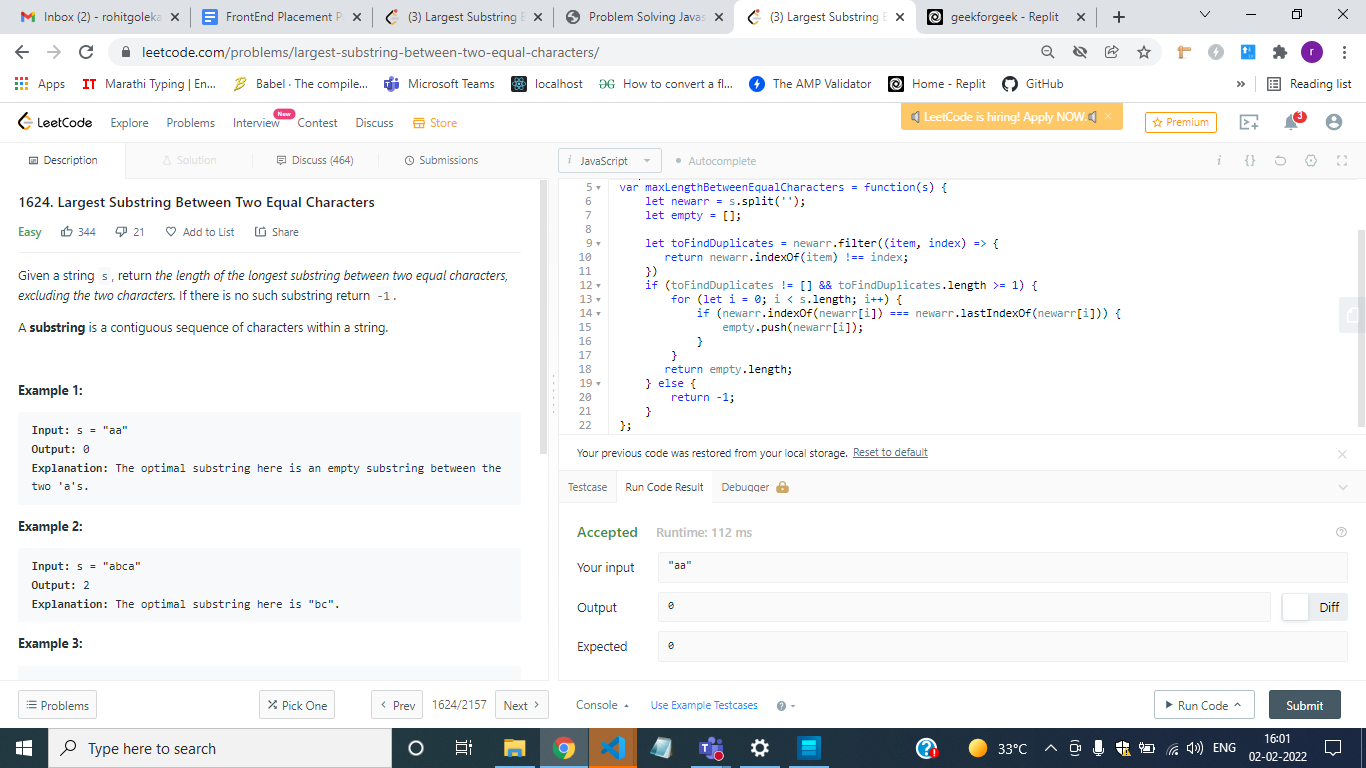 Inbox (2) - rohitgoleka
FrontEnd Placement P
(3) Largest Substring
Problem Solving Javas
(3) Largest Substring
geekforgeek - Replit
leetcode.com/problems/largest-substring-between-two-equal-characters/
r
Apps
IT Marathi Typing | En...
Babel · The compile...
Microsoft Teams
localhost
How to convert a fi...
The AMP Validator
Home - Replit
GitHub
»
Reading list
LeetCode
Explore
Problems
Interview
New
Contest
Discuss
Store
LeetCode is hiring! Apply NOW.
Premium
3
Description
Solution
Discuss (464)
Submissions
i JavaScript
Autocomplete
i {}
1624. Largest Substring Between Two Equal Characters
Easy
344
21
Add to List
Share
Given a string s, return the length of the longest substring between two equal characters,
excluding the two characters. If there is no such substring return -1.
A substring is a contiguous sequence of characters within a string.
Example 1:
Input: s = "aa"
Output: 0
Explanation: The optimal substring here is an empty substring between the
two 'a's.
Example 2:
Input: s = "abca"
Output: 2
Explanation: The optimal substring here is "bc".
Example 3:
5 var maxLengthBetweenEqualCharacters = function(s) {
6 let newarr = s.split('');
7 let empty = [];
8
9 let toFindDuplicates = newarr.filter((item, index) => {
10 return newarr.indexOf(item) !== index;
11 })
12 if (toFindDuplicates != [] && toFindDuplicates.length >= 1) {
13 for (let i = 0; i < s.length; i++) {
14 if (newarr.indexOf(newarr[i]) === newarr.lastIndexOf(newarr[i])) {
15 empty.push(newarr[i]);
16 }
17 }
18 return empty.length;
19 } else {
20 return -1;
21 }
22 };
Your previous code was restored from your local storage. Reset to default
Testcase
Run Code Result
Debugger
Accepted
Runtime: 112 ms
Your input
"aa"
Output
0
Diff
Expected
0
Problems
Pick One
Prev
1624/2157
Next
Console
Use Example Testcases
Run Code
Submit
Type here to search
33°C
ENG
16:01
02-02-2022